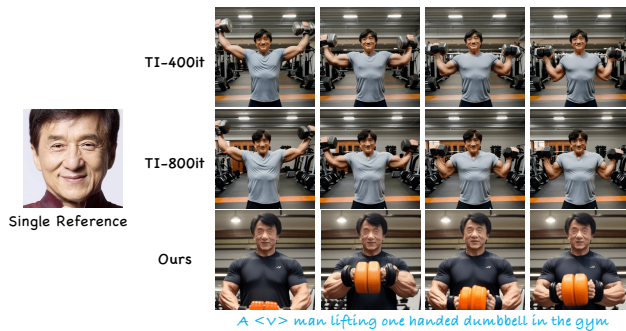 TI-400it
TI-800it
Single Reference
Ours
A <v> man lifting one handed dumbbell in the gym